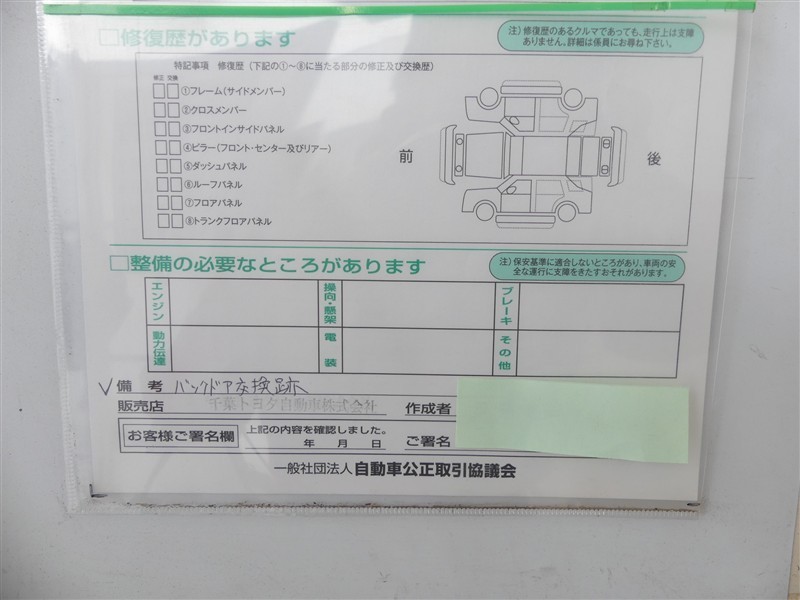 □修復歴があります
注）修復歴のあるクルマであっても、走行上は支障
ありません。詳細は係員にお尋ね下さい。
特記事項 修復歴（下記の①～⑧に当たる部分の修正及び交換歴）
修正 交換
□□①フレーム（サイドメンバー）
□□②クロスメンバー
□□③フロントインサイドパネル
□□④ピラー（フロント・センター及びリアー）
□□⑤ダッシュパネル
□□⑥ルーフパネル
□□⑦フロアパネル
□□⑧トランクフロアパネル
前
後
□整備の必要なところがあります
注）保安基準に適合しないところがあり、車両の安
全な運行に支障をきたすおそれがあります。
エンジン
操向・懸架
ブレーキ
動力伝達
電装
その他
✓備考 バックドア交換跡
販売店 千葉トヨタ自動車株式会社 作成者
お客様ご署名欄 上記の内容を確認しました。
年 月 日 ご署名
一般社団法人 自動車公正取引協議会